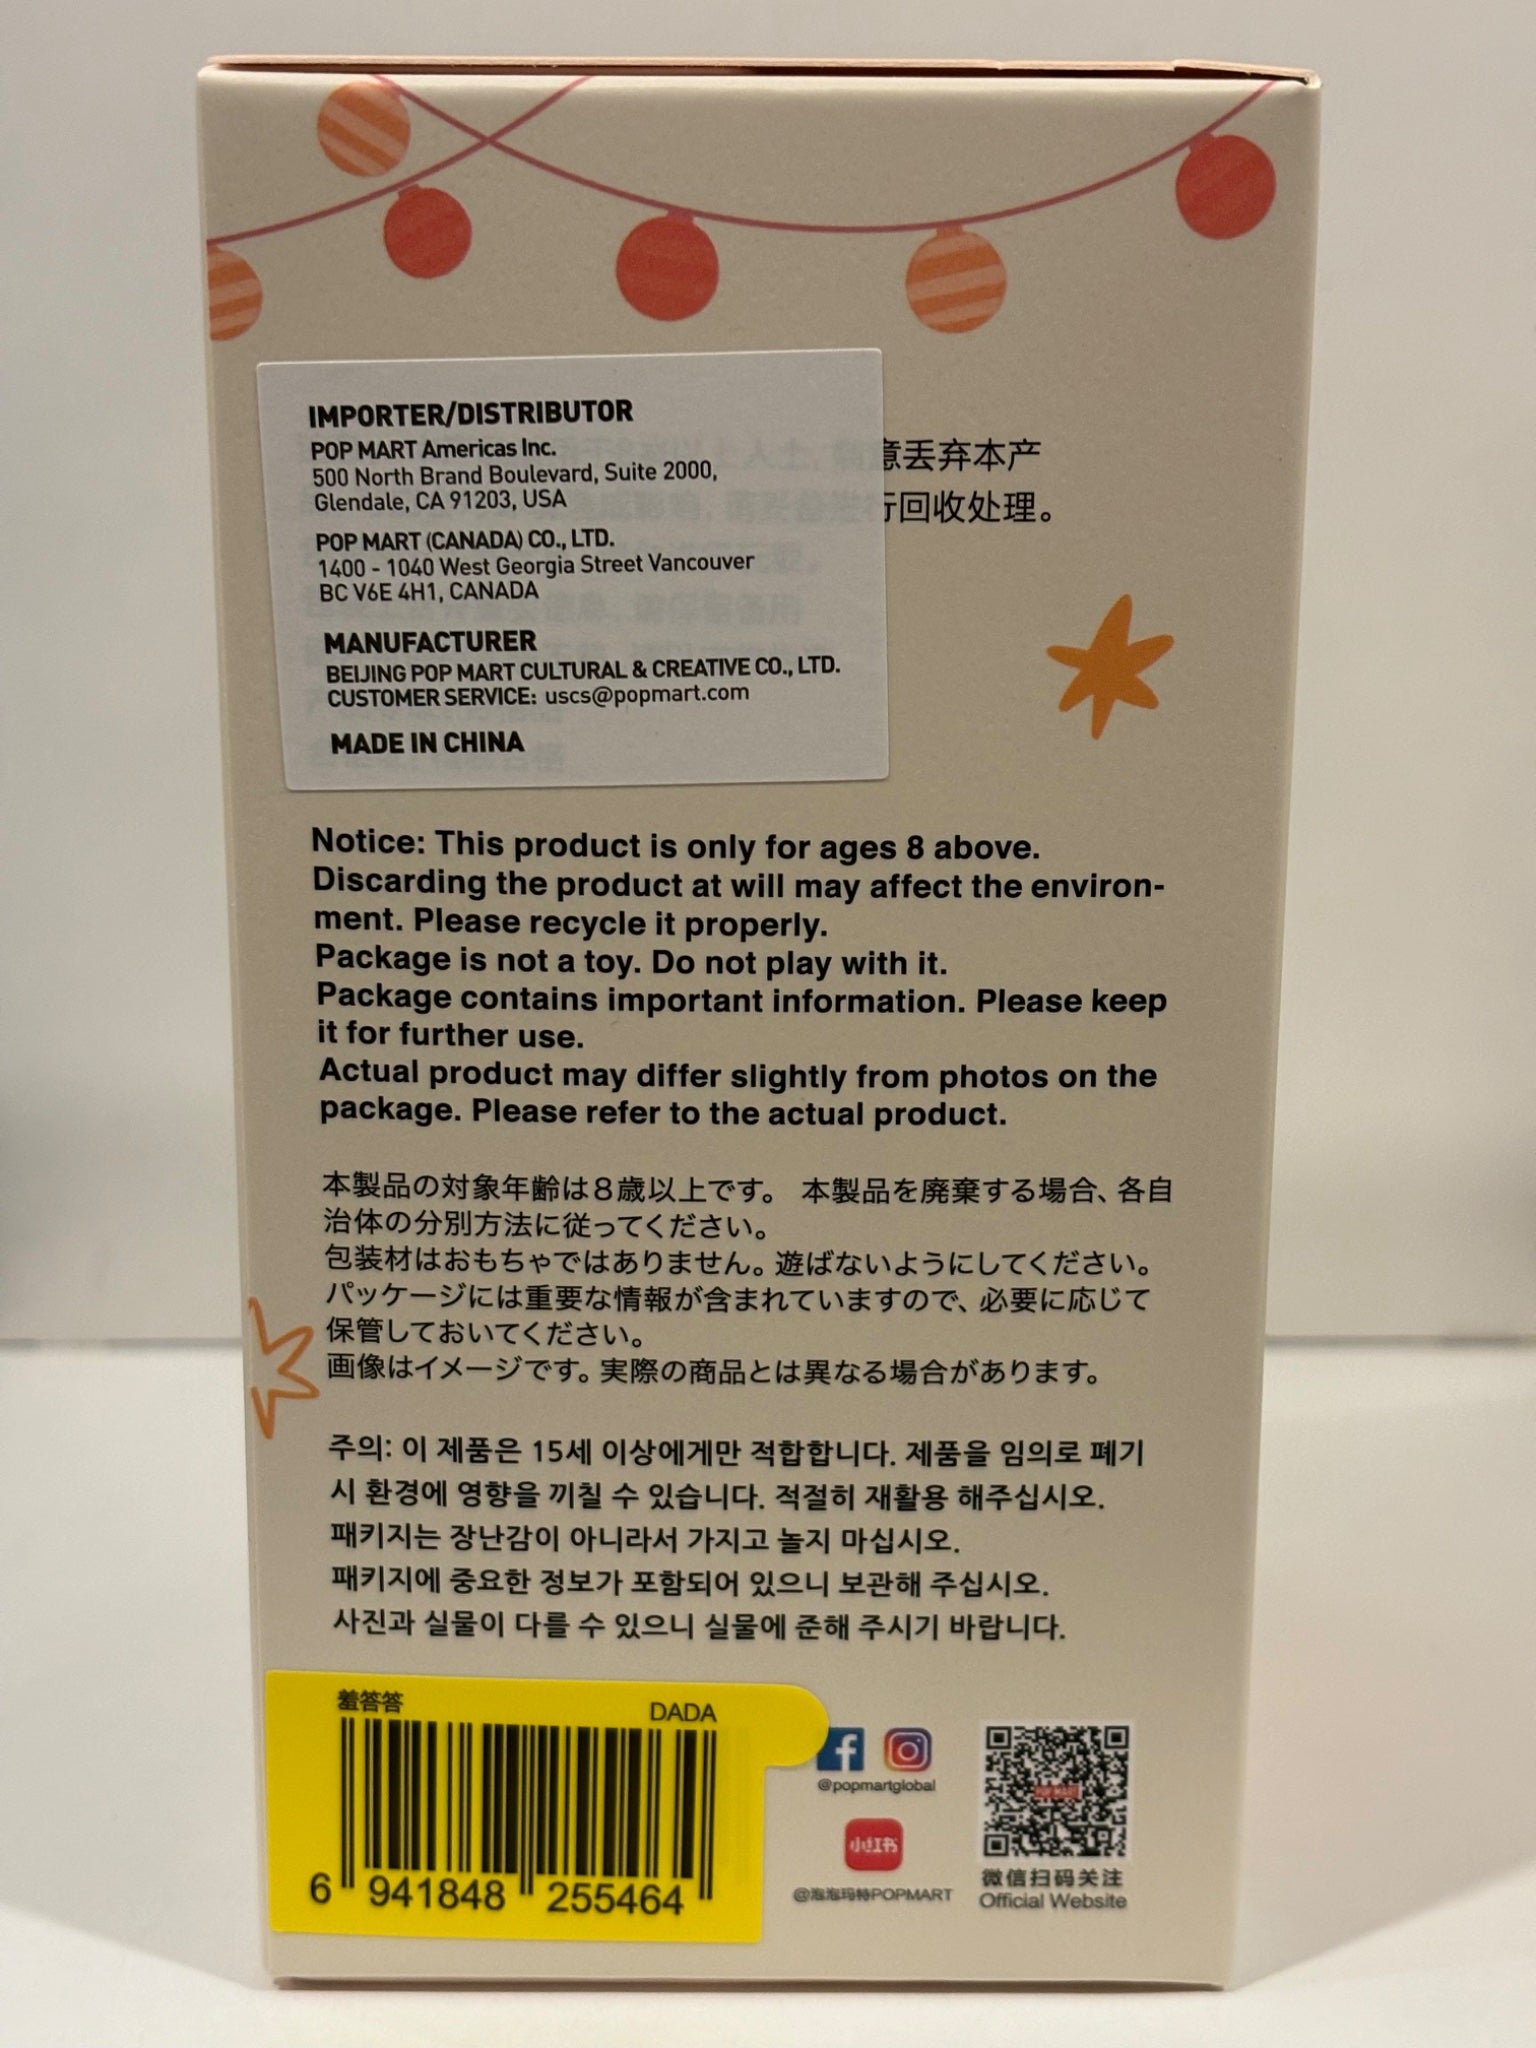 IMPORTER/DISTRIBUTOR
POP MART Americas Inc.
500 North Brand Boulevard, Suite 2000,
Glendale, CA 91203, USA
POP MART (CANADA) CO., LTD.
1400 - 1040 West Georgia Street Vancouver
BC V6E 4H1, CANADA
MANUFACTURER
BEIJING POP MART CULTURAL & CREATIVE CO., LTD.
CUSTOMER SERVICE: uscs@popmart.com
MADE IN CHINA
意丢弃本产
行回收处理。
Notice: This product is only for ages 8 above.
Discarding the product at will may affect the environ-
ment. Please recycle it properly.
Package is not a toy. Do not play with it.
Package contains important information. Please keep
it for further use.
Actual product may differ slightly from photos on the
package. Please refer to the actual product.
本製品の対象年齢は8歳以上です。 本製品を廃棄する場合、各自
治体の分別方法に従ってください。
包装材はおもちゃではありません。遊ばないようにしてください。
パッケージには重要な情報が含まれていますので、必要に応じて
保管しておいてください。
画像はイメージです。実際の商品とは異なる場合があります。
주의: 이 제품은 15세 이상에게만 적합합니다. 제품을 임의로 폐기
시 환경에 영향을 끼칠 수 있습니다. 적절히 재활용 해주십시오.
패키지는 장난감이 아니라서 가지고 놀지 마십시오.
패키지에 중요한 정보가 포함되어 있으니 보관해 주십시오.
사진과 실물이 다를 수 있으니 실물에 준해 주시기 바랍니다.
羞答答 DADA
6 941848 255464
@popmartglobal
小红书
@泡泡玛特POPMART
POP MART
微信扫码关注
Official Website